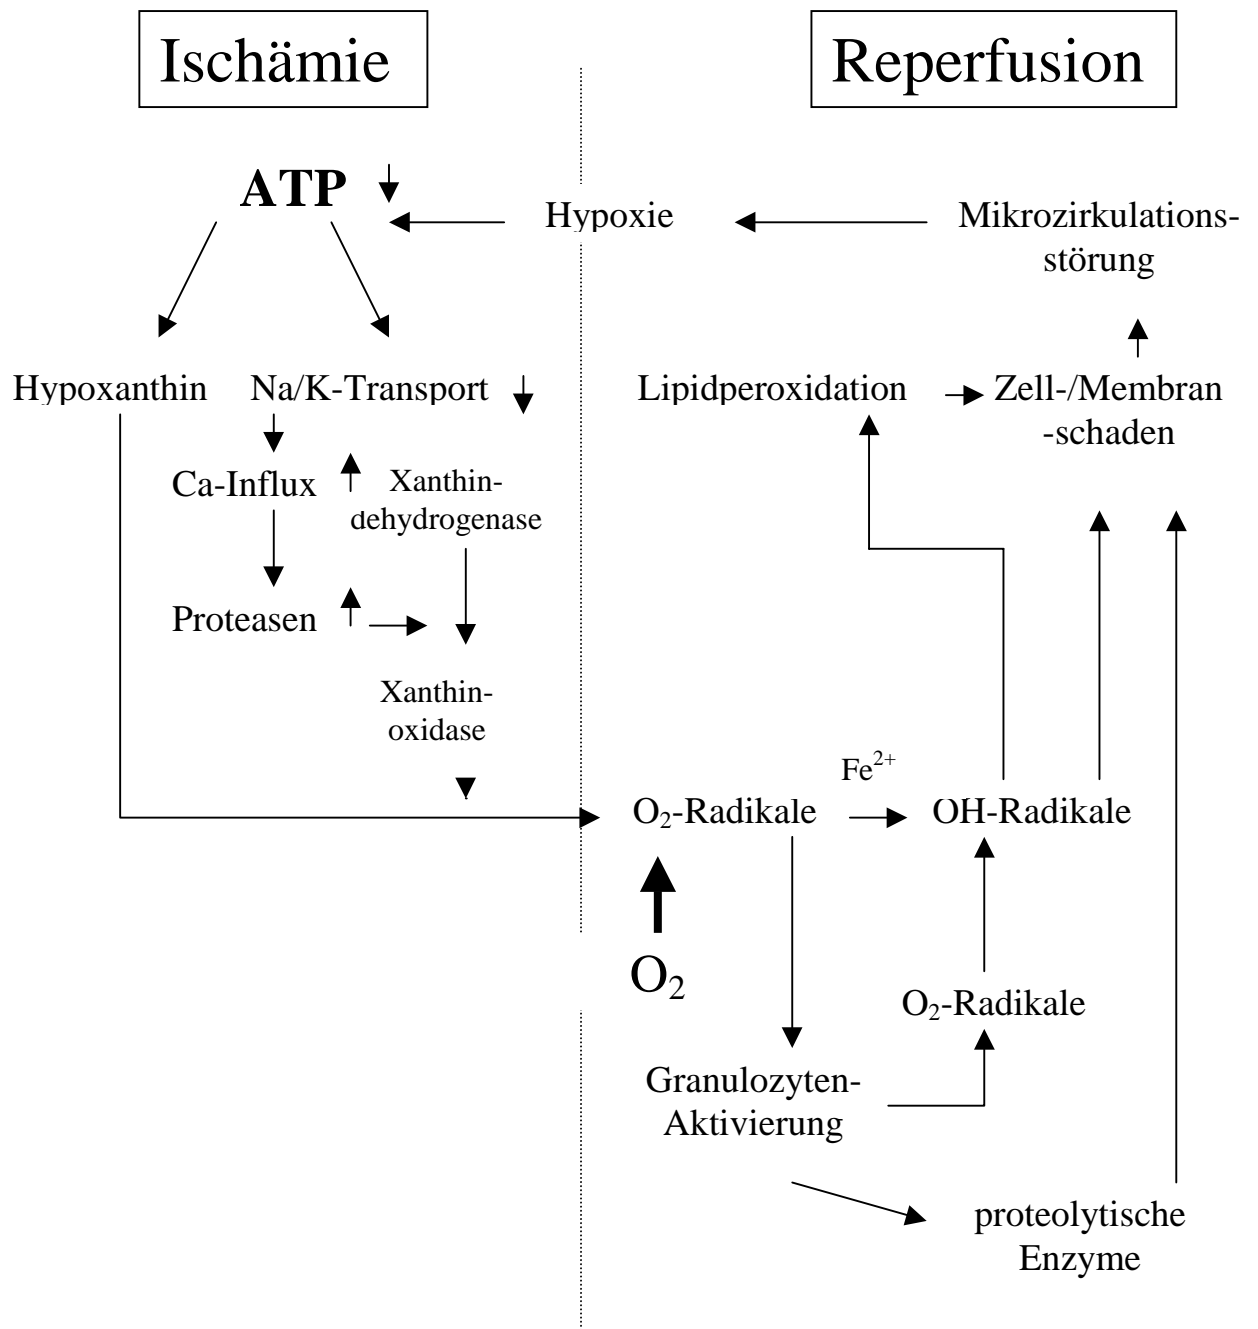 Ischämie
Reperfusion
ATP
Hypoxie
Mikrozirkulations-
störung
Hypoxanthin
Na/K-Transport
Lipidperoxidation
Zell-/Membran
-schaden
Ca-Influx
Xanthin-
dehydrogenase
Proteasen
Xanthin-
oxidase
Fe²⁺
O₂-Radikale
OH-Radikale
O₂
O₂-Radikale
Granulozyten-
Aktivierung
proteolytische
Enzyme